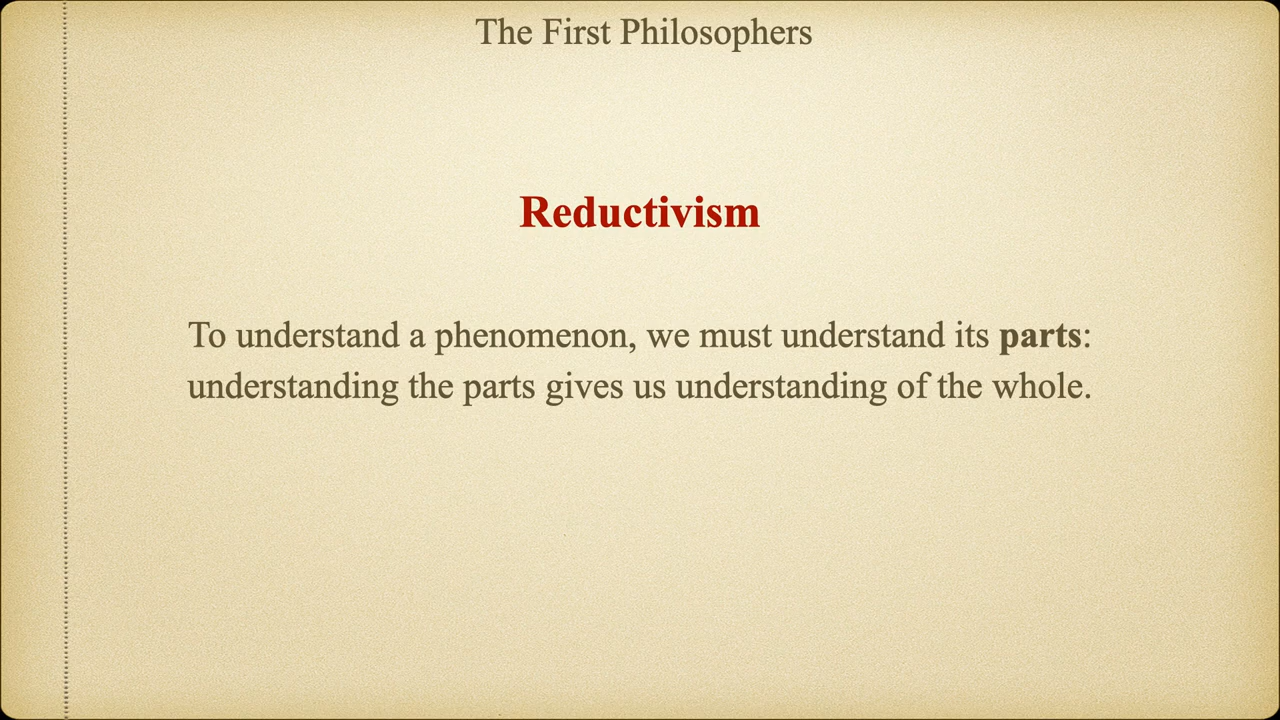 The First Philosophers
Reductivism
To understand a phenomenon, we must understand its parts:
understanding the parts gives us understanding of the whole.